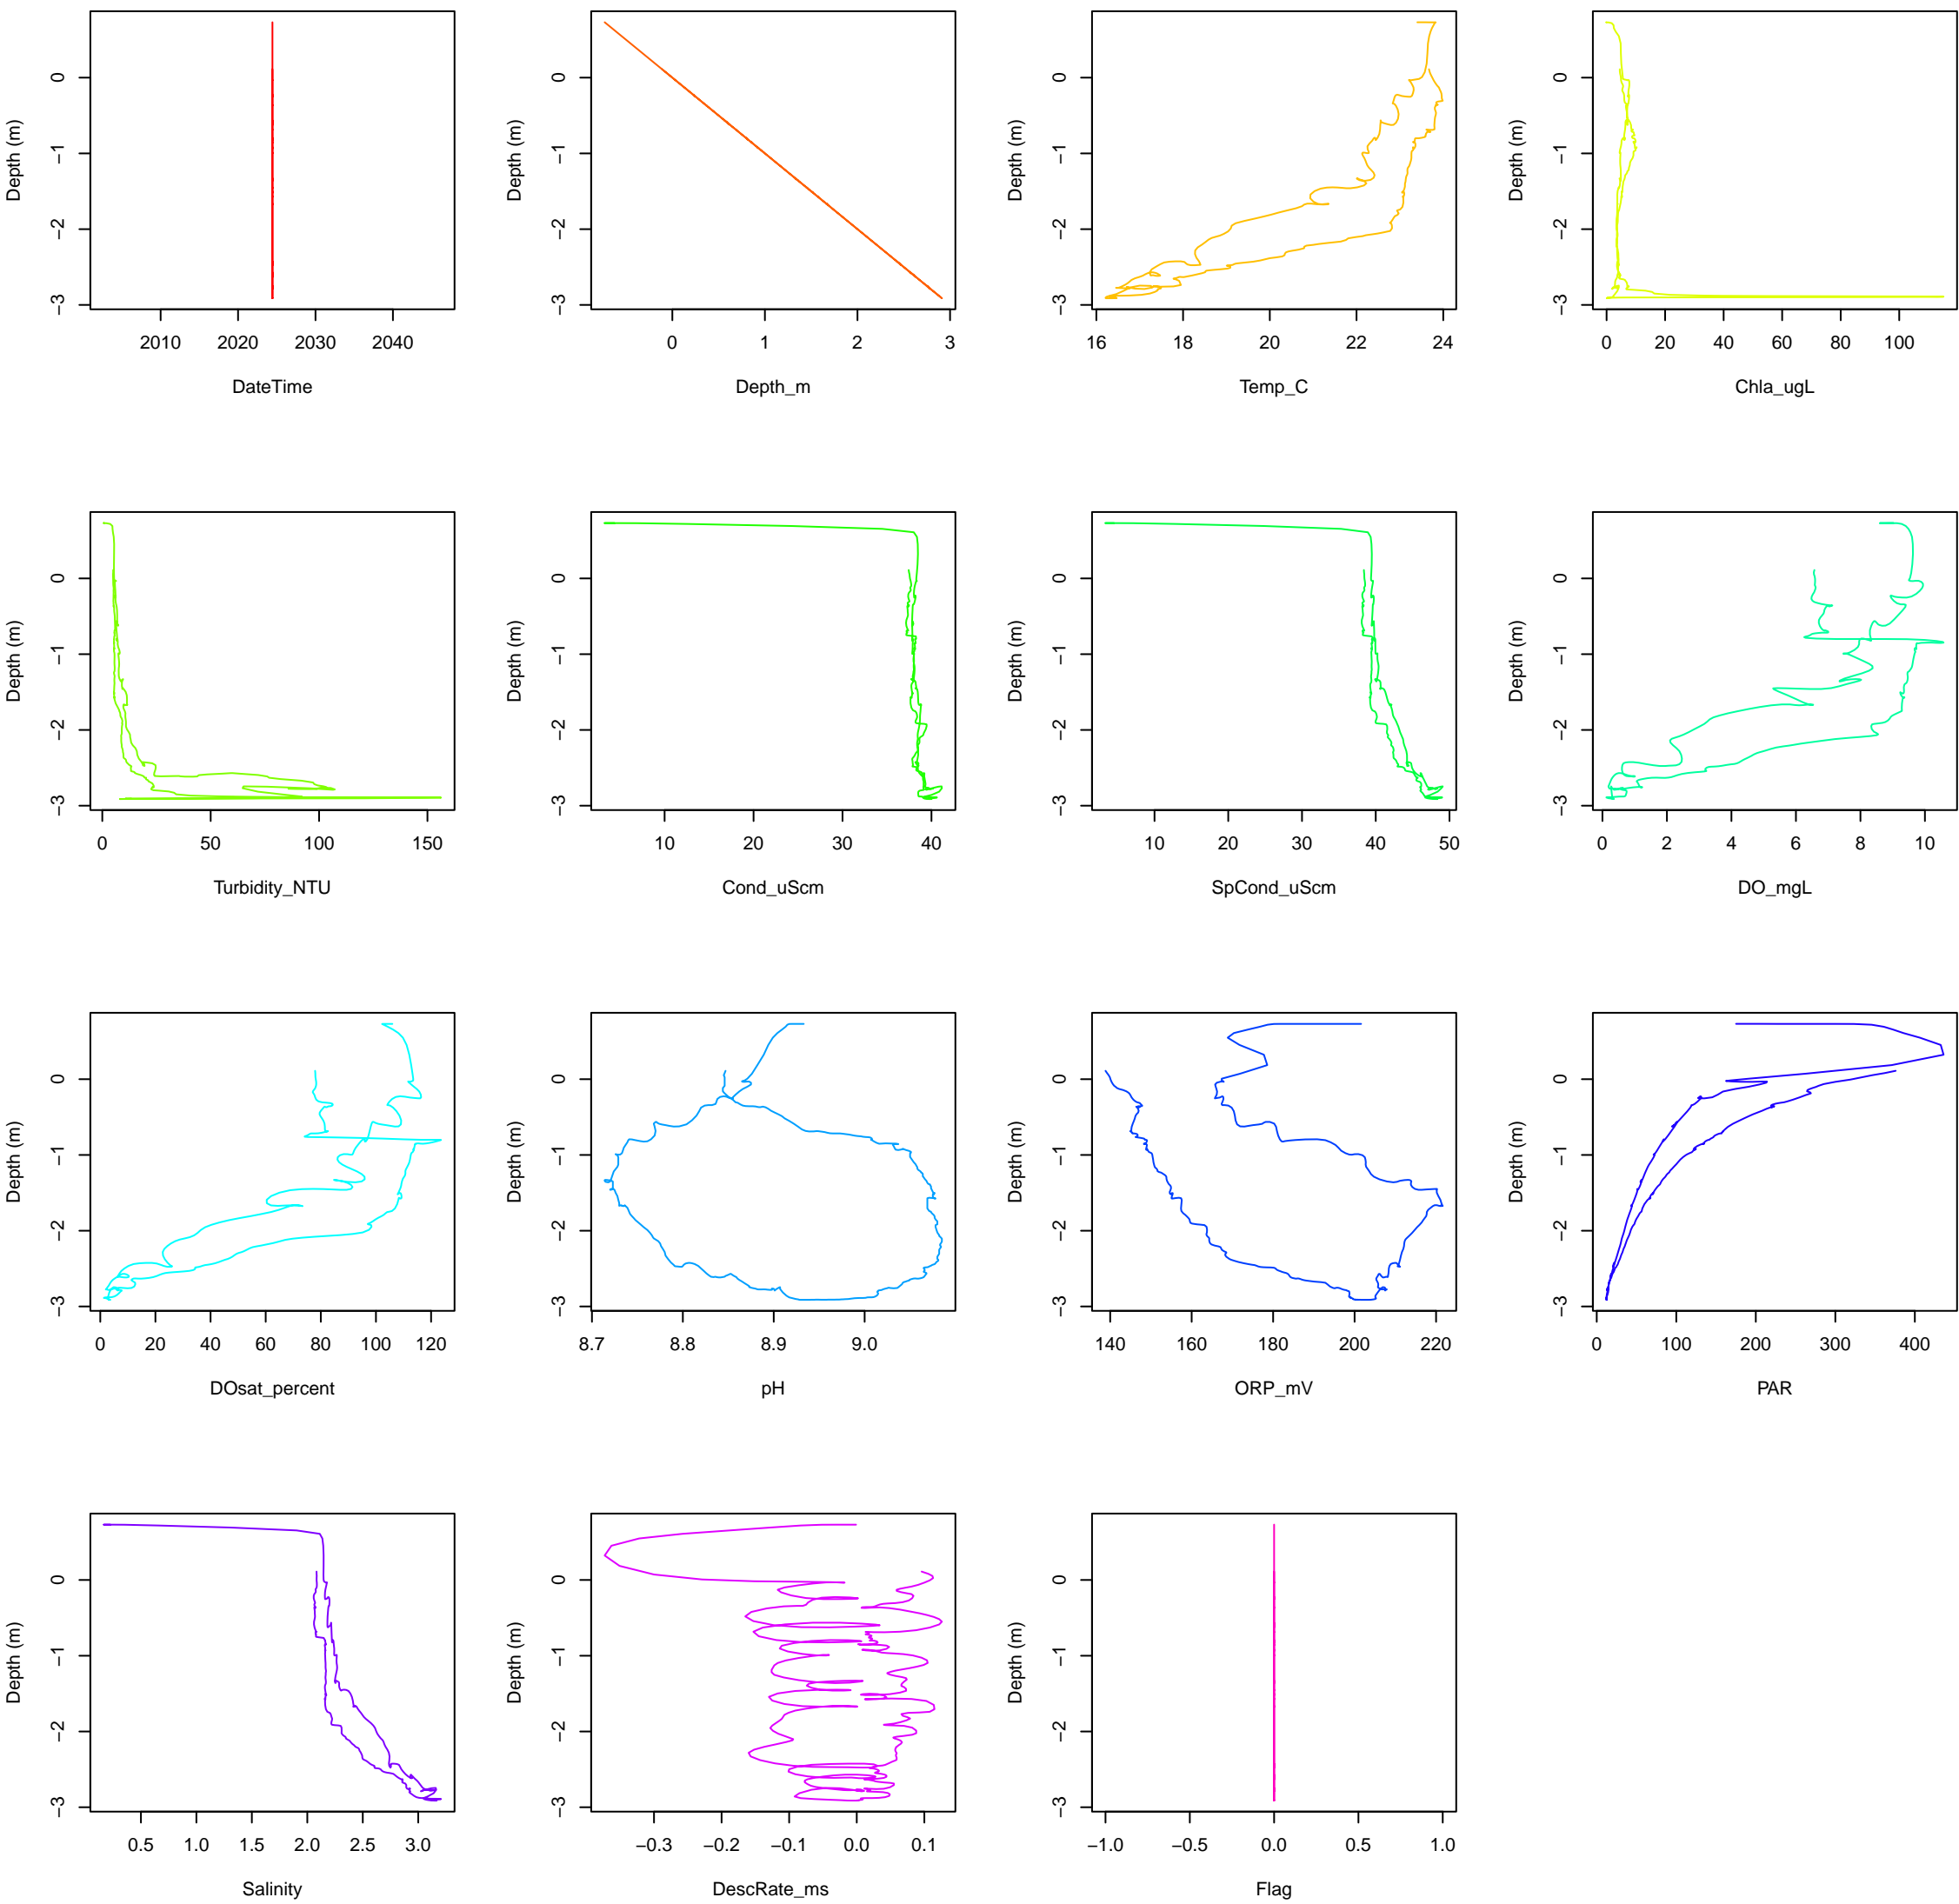 Depth (m)
0
−1
−2
−3
2010 2020 2030 2040
DateTime
Depth (m)
0
−1
−2
−3
0 1 2 3
Depth_m
Depth (m)
0
−1
−2
−3
16 18 20 22 24
Temp_C
Depth (m)
0
−1
−2
−3
0 20 40 60 80 100
Chla_ugL
Depth (m)
0
−1
−2
−3
0 50 100 150
Turbidity_NTU
Depth (m)
0
−1
−2
−3
10 20 30 40
Cond_uScm
Depth (m)
0
−1
−2
−3
10 20 30 40 50
SpCond_uScm
Depth (m)
0
−1
−2
−3
0 2 4 6 8 10
DO_mgL
Depth (m)
0
−1
−2
−3
0 20 40 60 80 100 120
DOsat_percent
Depth (m)
0
−1
−2
−3
8.7 8.8 8.9 9.0
pH
Depth (m)
0
−1
−2
−3
140 160 180 200 220
ORP_mV
Depth (m)
0
−1
−2
−3
0 100 200 300 400
PAR
Depth (m)
0
−1
−2
−3
0.5 1.0 1.5 2.0 2.5 3.0
Salinity
Depth (m)
0
−1
−2
−3
−0.3 −0.2 −0.1 0.0 0.1
DescRate_ms
Depth (m)
0
−1
−2
−3
−1.0 −0.5 0.0 0.5 1.0
Flag